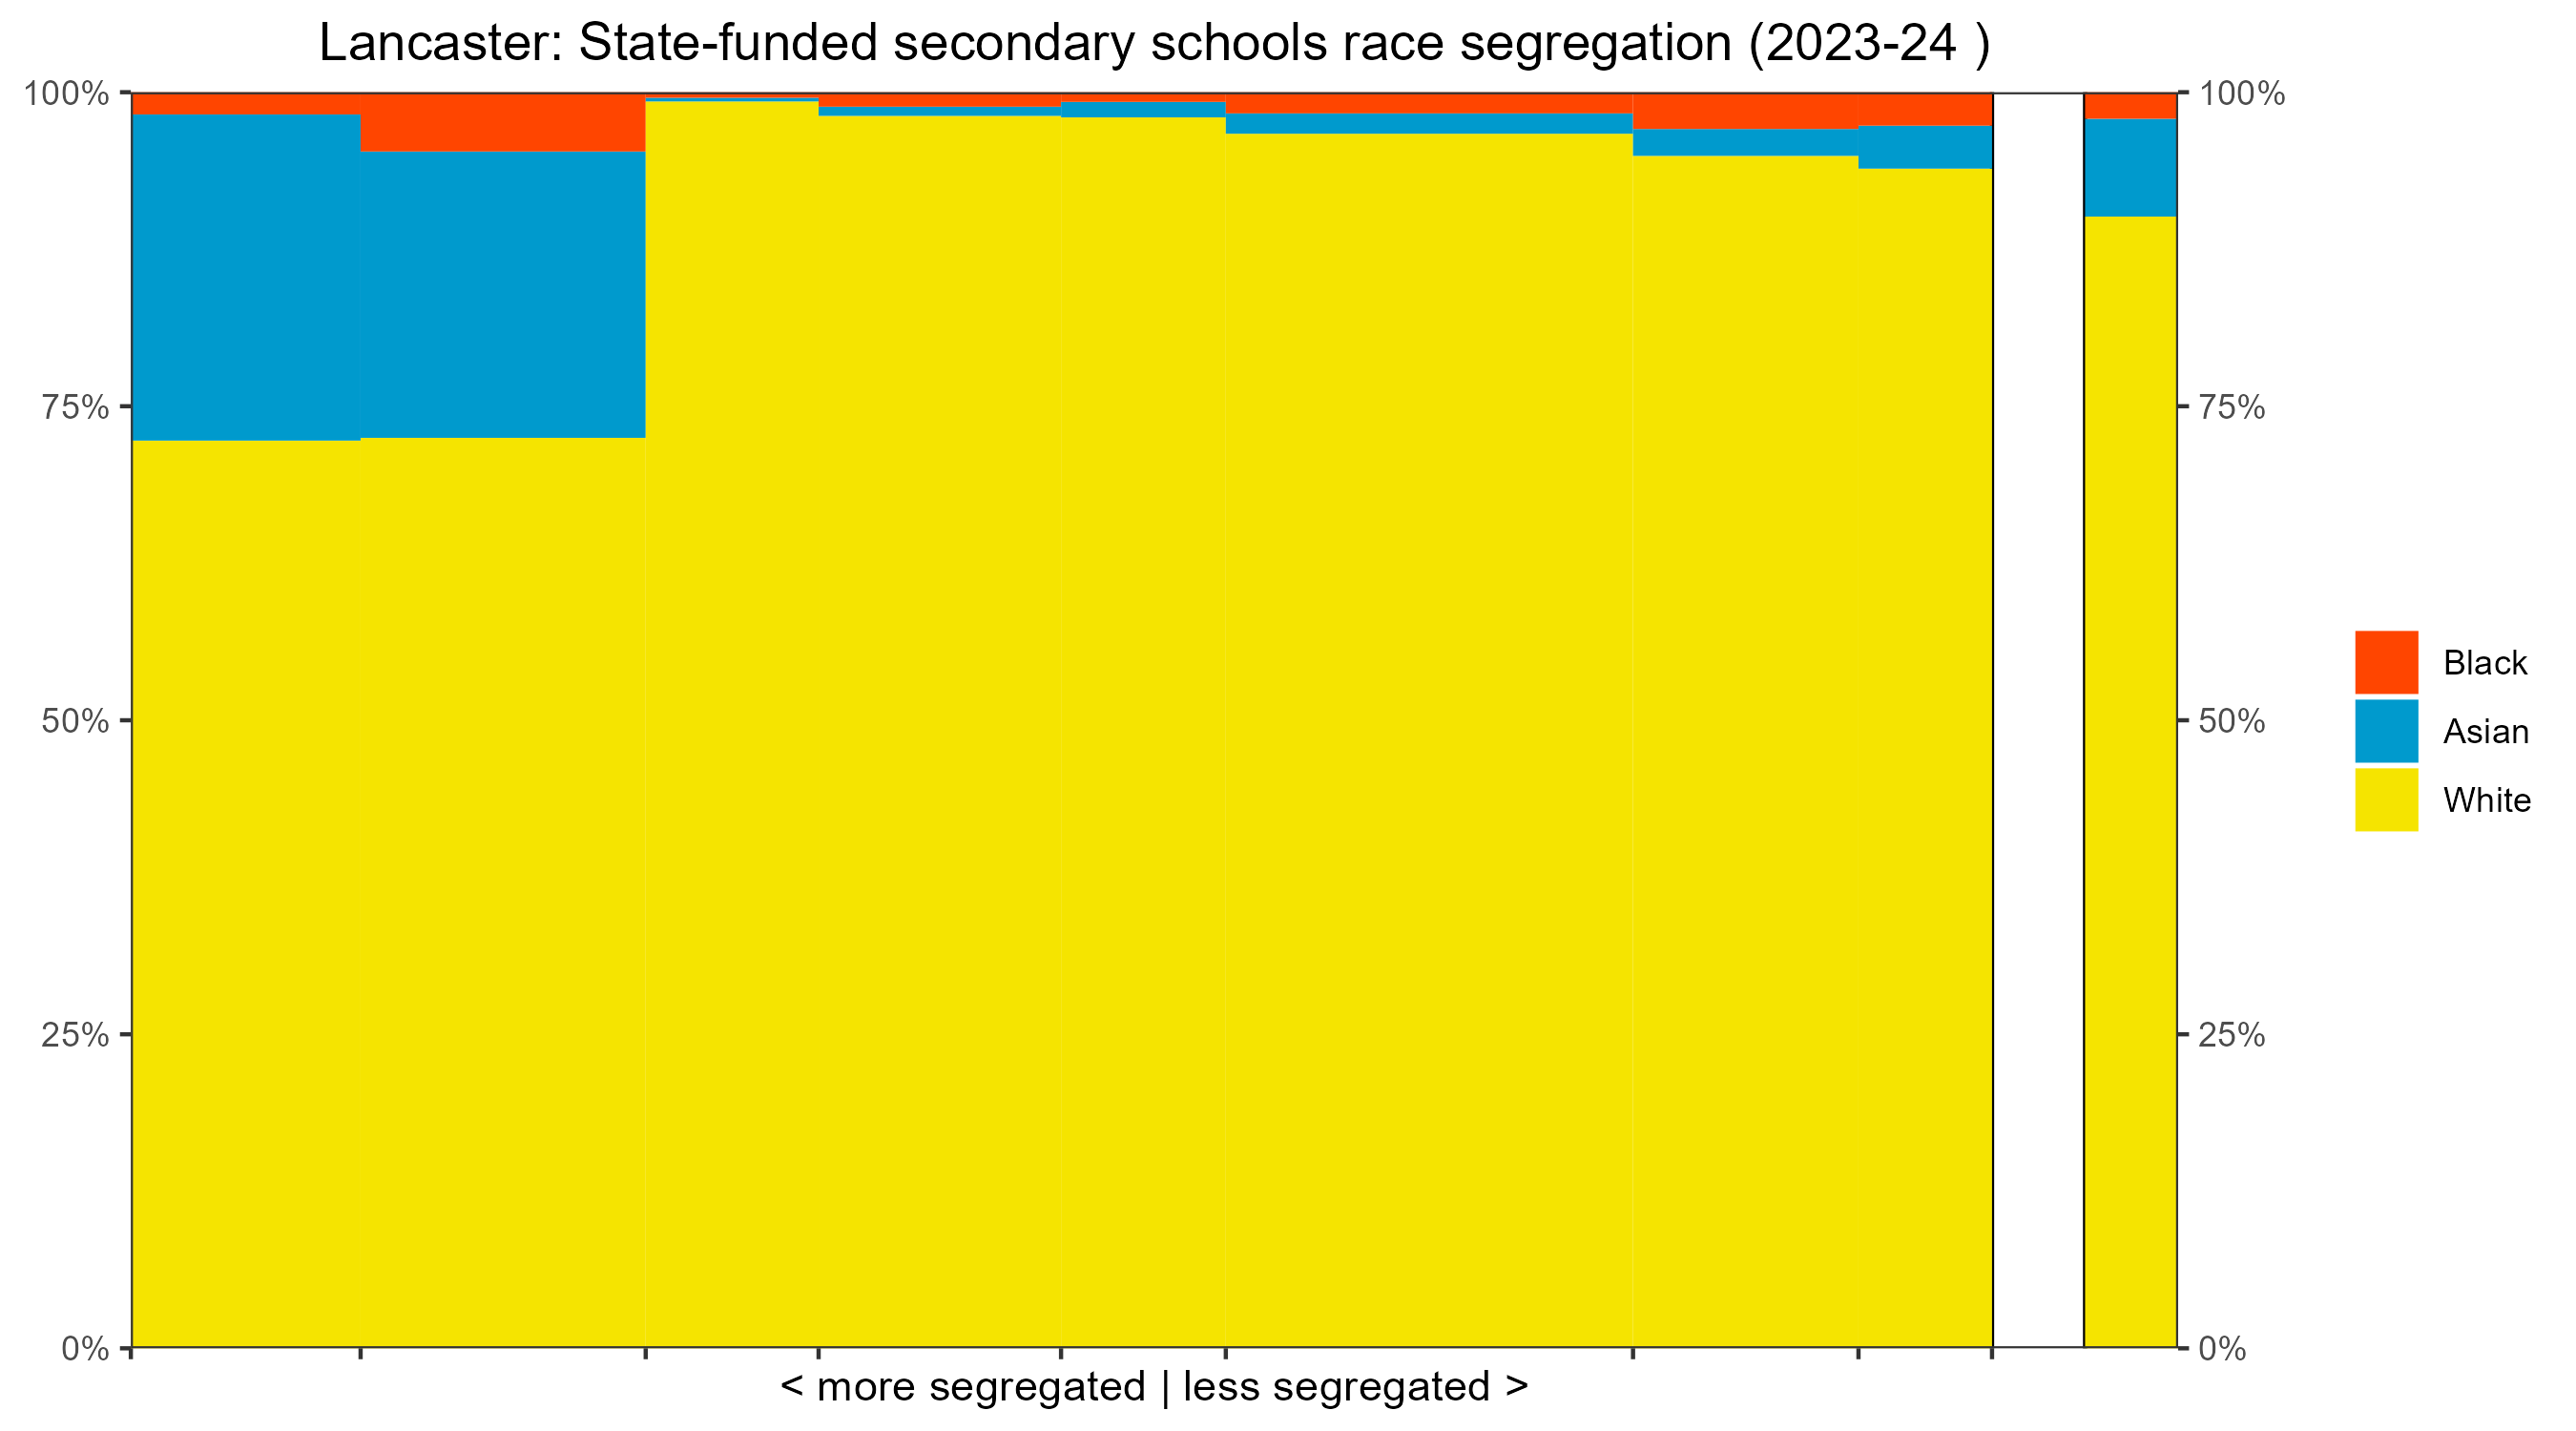 Lancaster: State-funded secondary schools race segregation (2023-24 )
100%
75%
50%
25%
0%
100%
75%
50%
25%
0%
< more segregated | less segregated >
Black
Asian
White